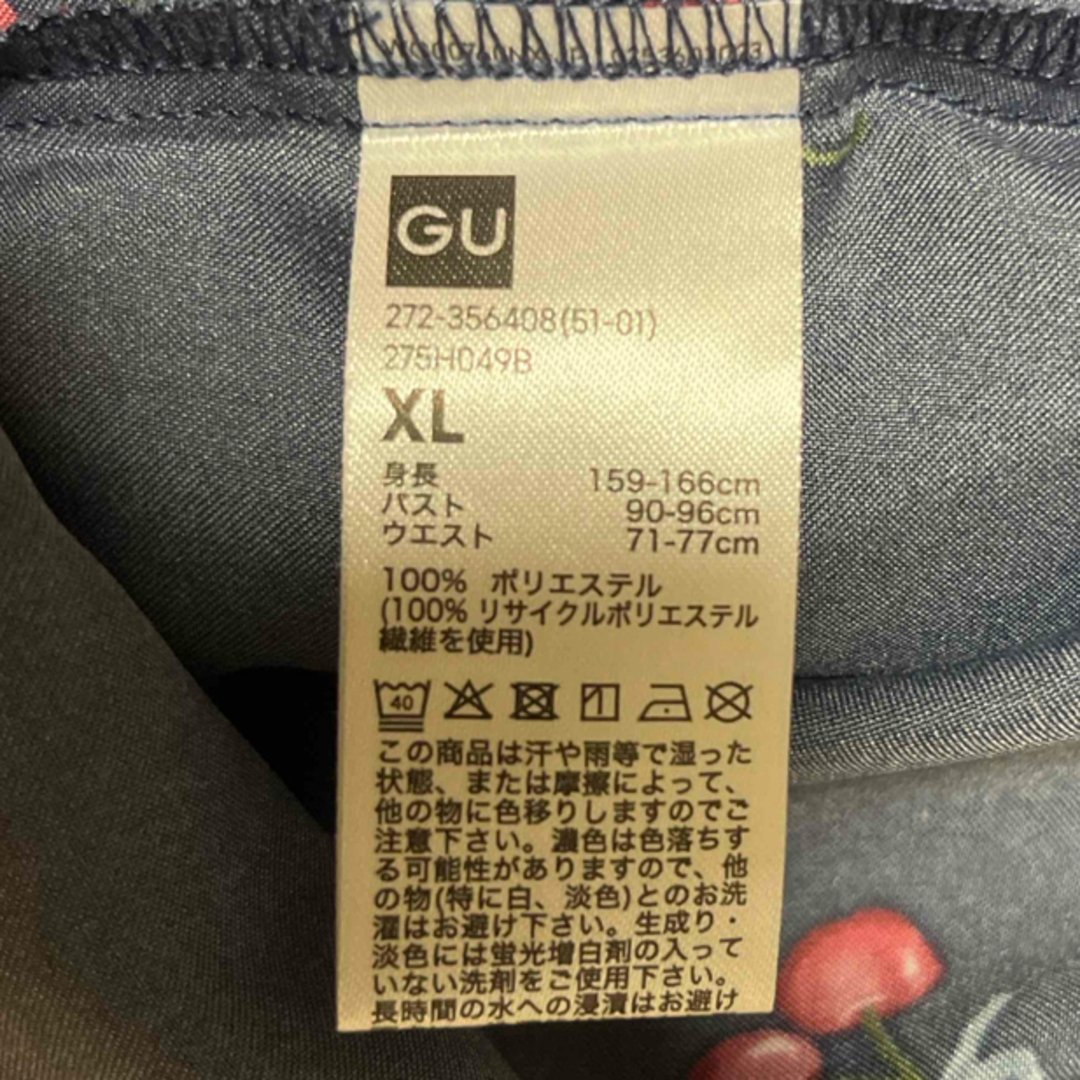 GU
272-356408(51-01)
275H049B
XL
身長 159-166cm
バスト 90-96cm
ウエスト 71-77cm
100% ポリエステル
(100% リサイクルポリエステル
繊維を使用)
40
この商品は汗や雨等で湿った
状態、または摩擦によって、
他の物に色移りしますのでご
注意下さい。濃色は色落ちす
る可能性がありますので、他
の物(特に白、淡色)とのお洗
濯はお避け下さい。生成り・
淡色には蛍光増白剤の入って
いない洗剤をご使用下さい。
長時間の水への浸漬はお避け